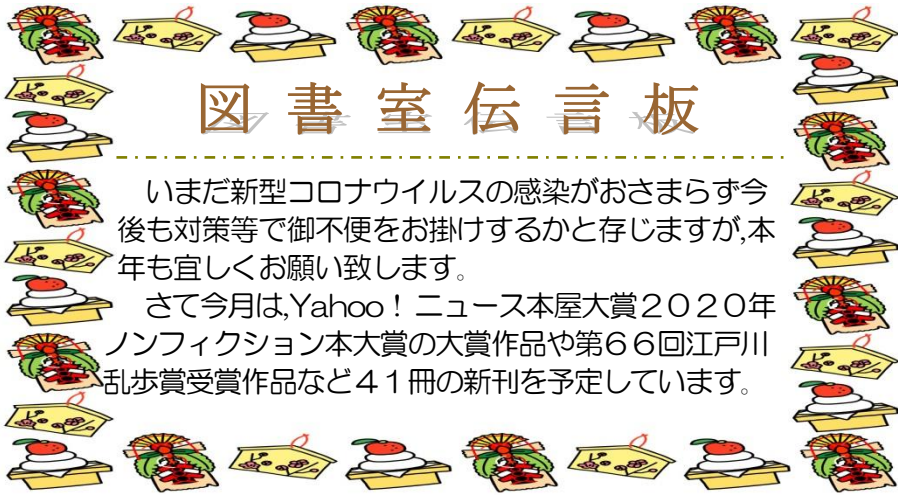 図書室伝言板
　いまだ新型コロナウイルスの感染がおさまらず今
後も対策等で御不便をお掛けするかと存じますが,本
年も宜しくお願い致します。
　さて今月は,Yahoo！ニュース本屋大賞２０２０年
ノンフィクション本大賞の大賞作品や第６６回江戸川
乱歩賞受賞作品など４１冊の新刊を予定しています。